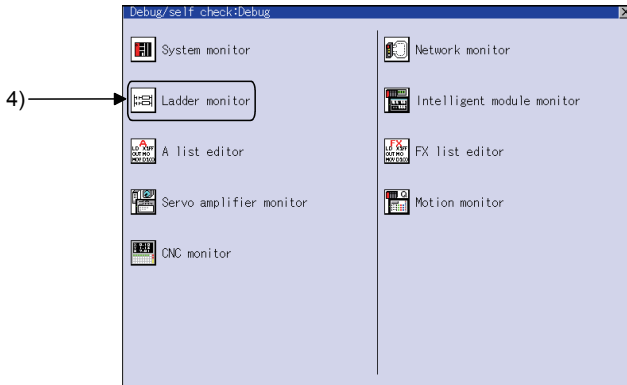 Debug/self check:Debug
System monitor
Network monitor
4)
Ladder monitor
Intelligent module monitor
A list editor
FX list editor
Servo amplifier monitor
Motion monitor
CNC monitor